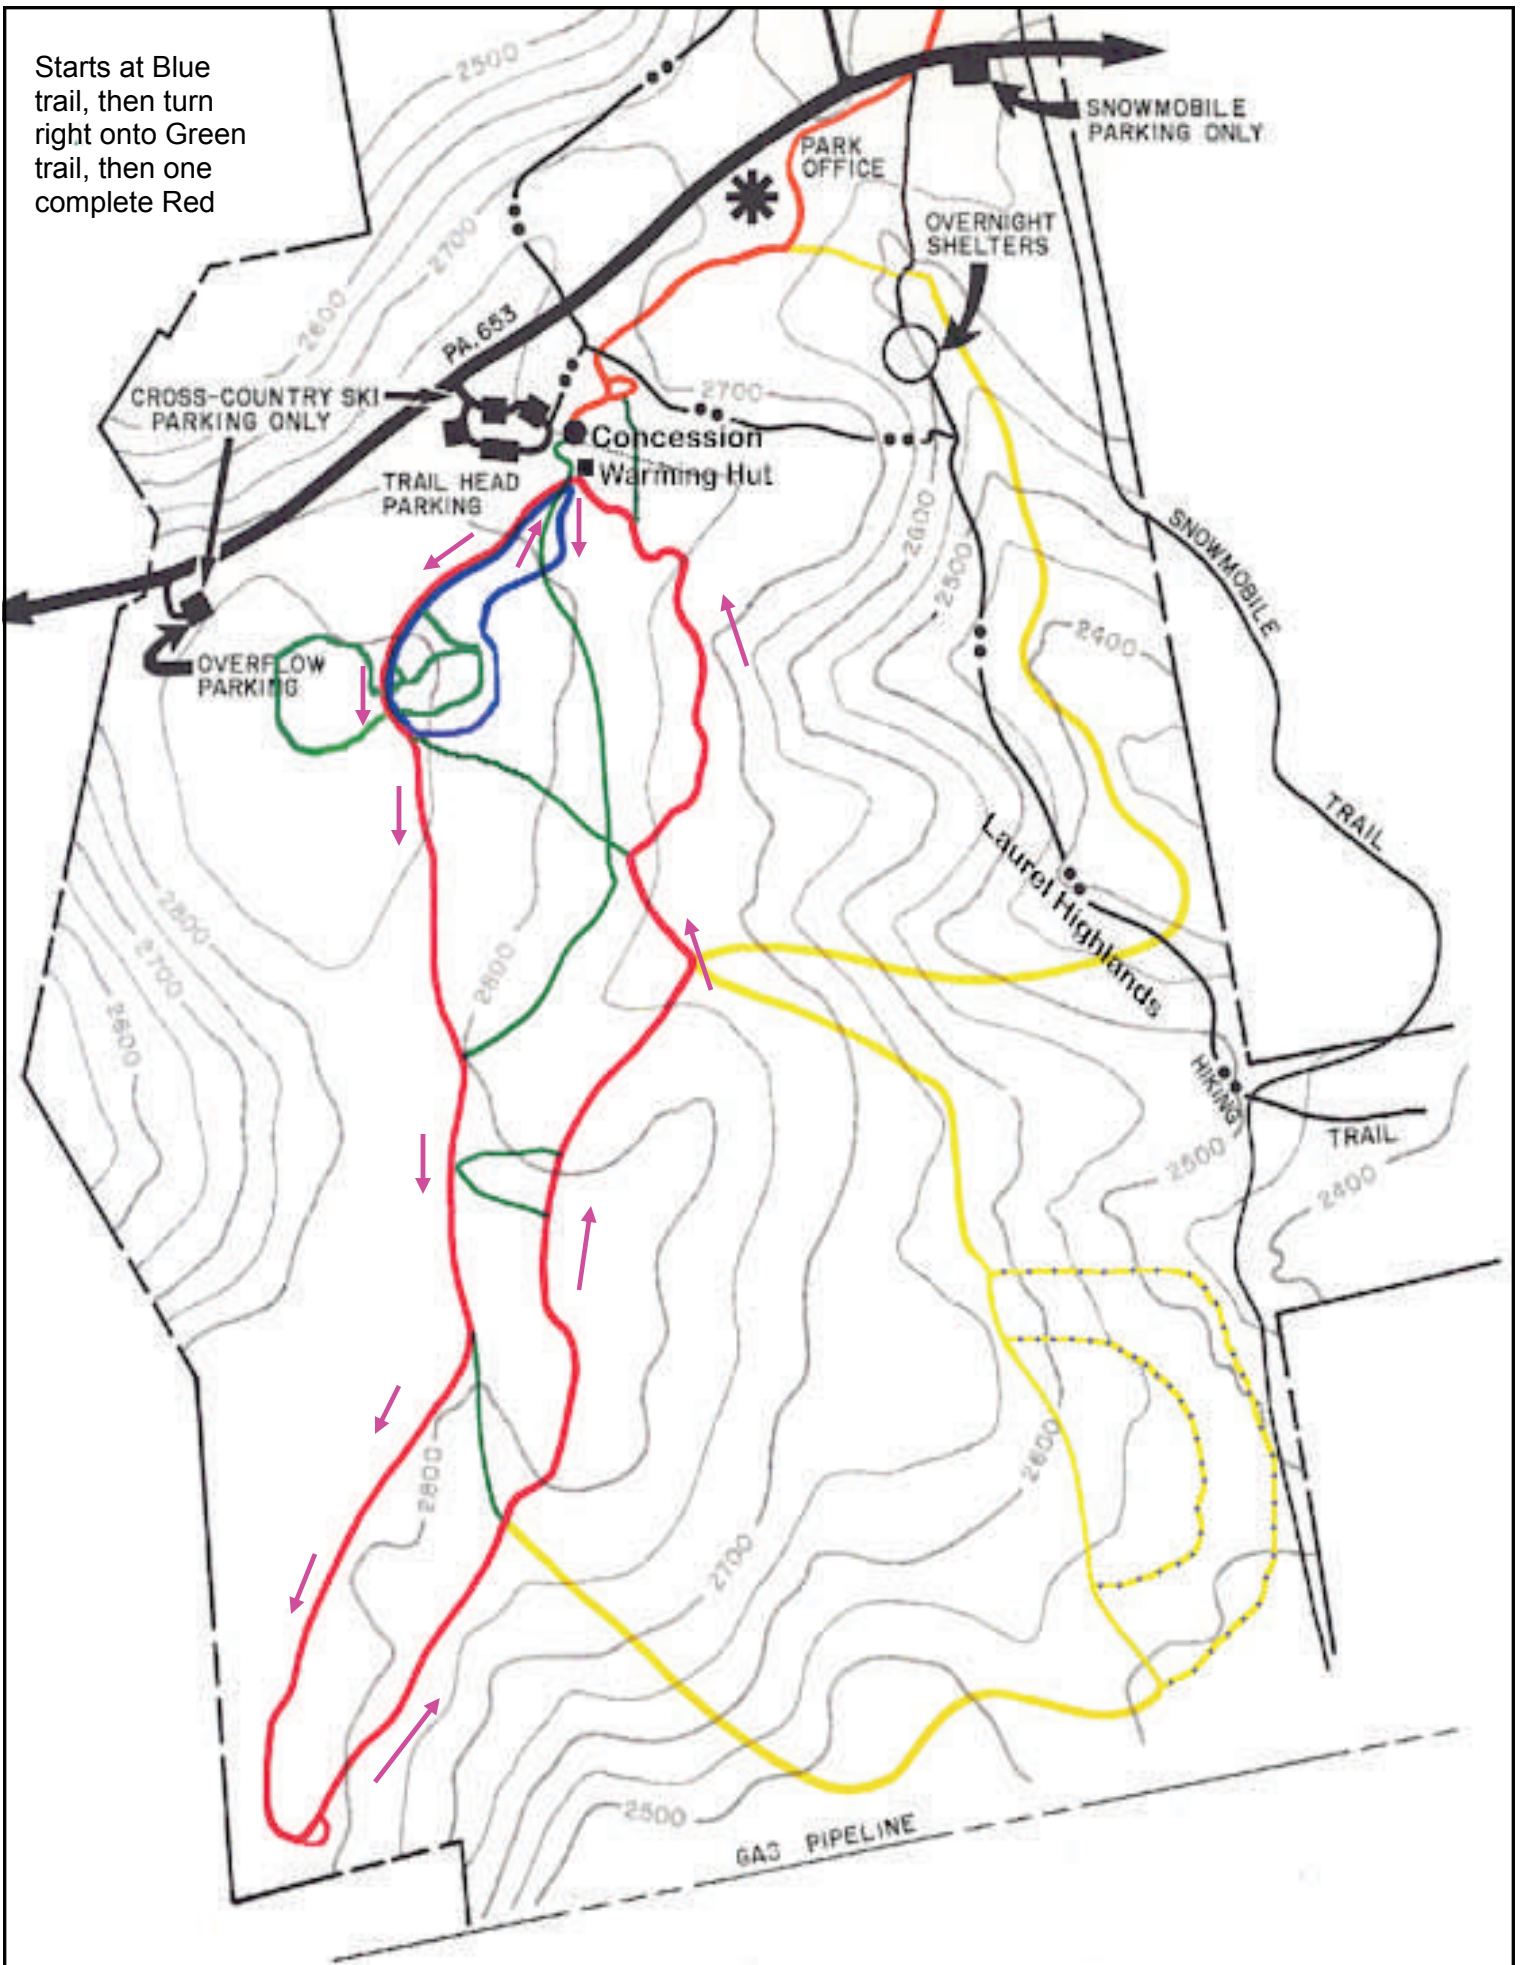 Starts at Blue
trail, then turn
right onto Green
trail, then one
complete Red
2500
SNOWMOBILE
PARKING ONLY
PARK
OFFICE
OVERNIGHT
SHELTERS
2700
2600
PA. 653
CROSS-COUNTRY SKI
PARKING ONLY
2700
Concession
Warming Hut
TRAIL HEAD
PARKING
2600
2500
SNOWMOBILE
2400
OVERFLOW
PARKING
TRAIL
Laurel Highlands
2800
2700
2600
2800
HIKING
TRAIL
2500
2400
2800
2600
2700
2500
GAS PIPELINE